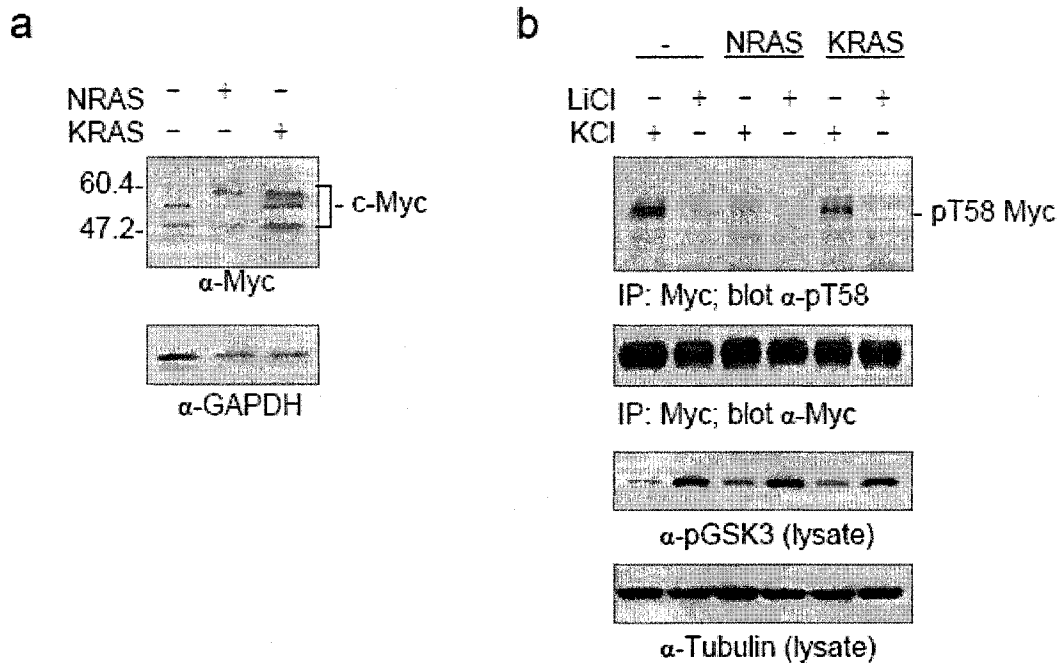 a
NRAS - + -
KRAS - - +
60.4-
47.2-
- c-Myc
α-Myc
α-GAPDH
b
- NRAS KRAS
LiCl - + - + - +
KCl + - + - + -
- pT58 Myc
IP: Myc; blot α-pT58
IP: Myc; blot α-Myc
α-pGSK3 (lysate)
α-Tubulin (lysate)